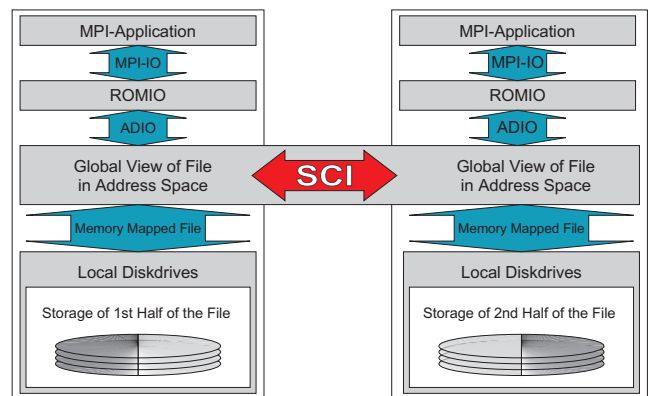 MPI-Application
MPI-IO
ROMIO
ADIO
Global View of File
in Address Space
Memory Mapped File
Local Diskdrives
Storage of 1st Half of the File
SCI
MPI-Application
MPI-IO
ROMIO
ADIO
Global View of File
in Address Space
Memory Mapped File
Local Diskdrives
Storage of 2nd Half of the File